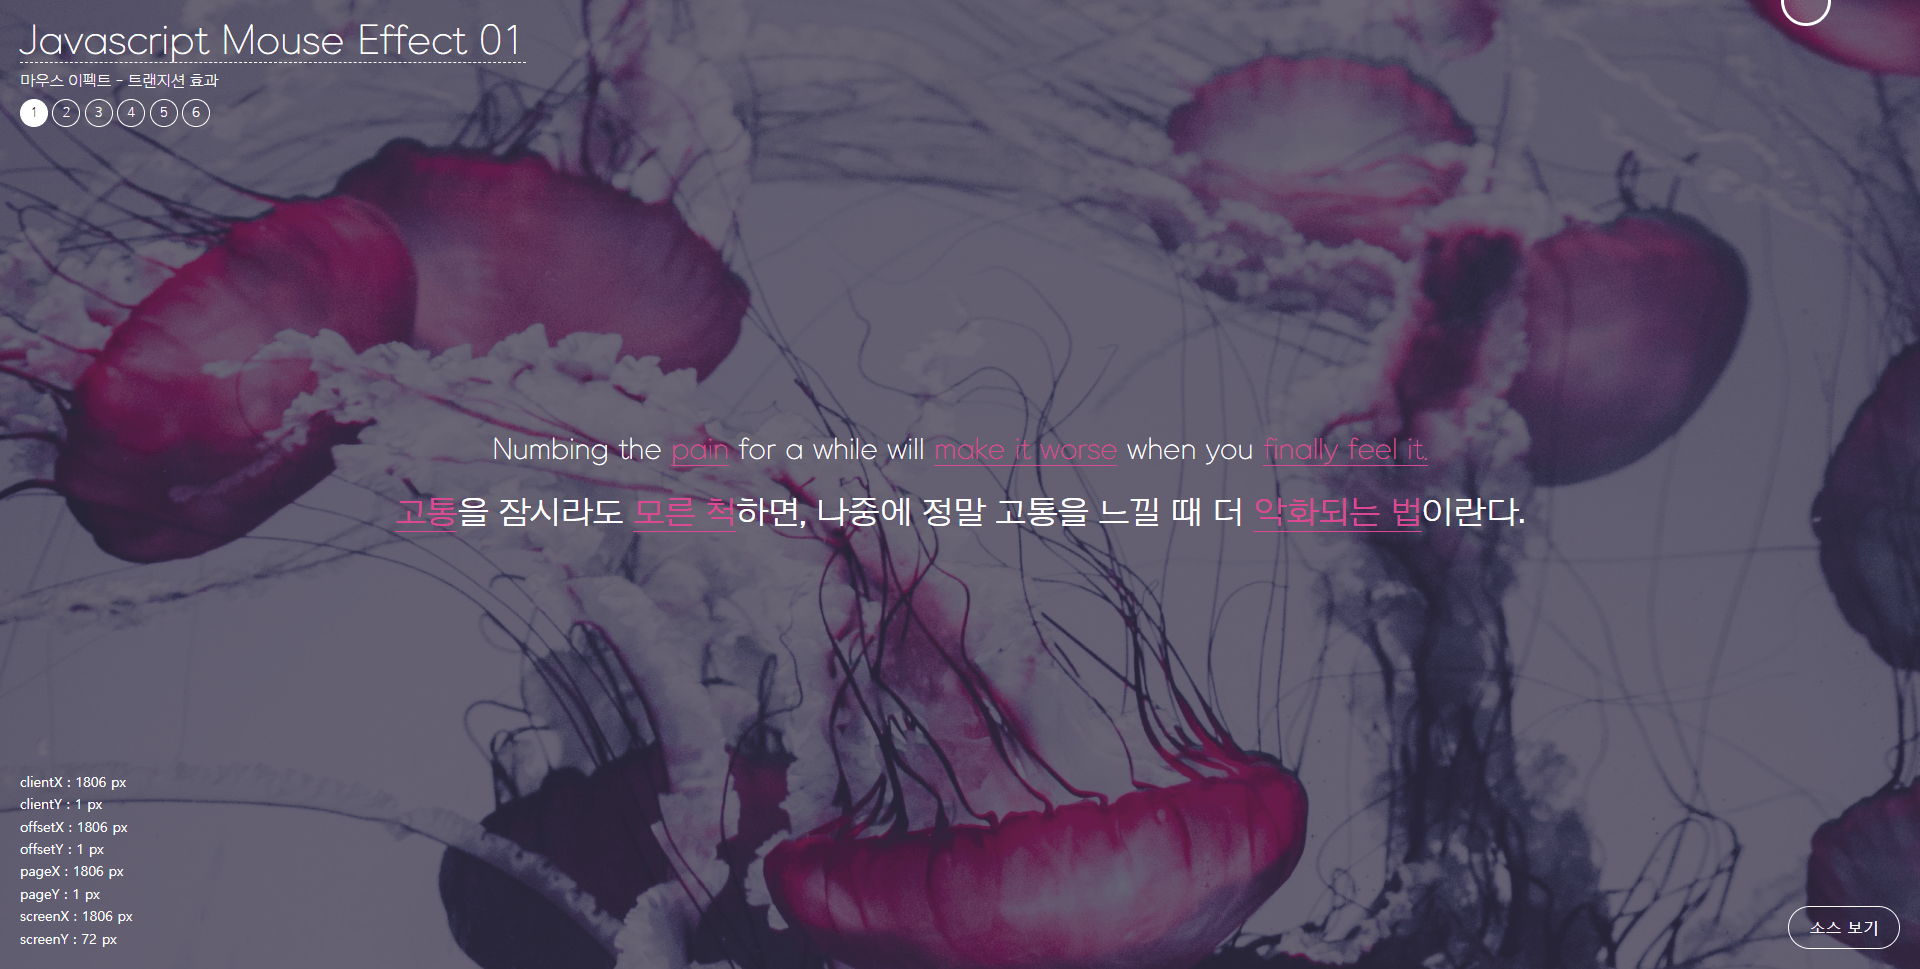 Javascript Mouse Effect 01
마우스 이펙트 - 트랜지션 효과
1 2 3 4 5 6
Numbing the pain for a while will make it worse when you finally feel it.
고통을 잠시라도 모른 척하면, 나중에 정말 고통을 느낄 때 더 악화되는 법이란다.
clientX : 1806 px
clientY : 1 px
offsetX : 1806 px
offsetY : 1 px
pageX : 1806 px
pageY : 1 px
screenX : 1806 px
screenY : 72 px
소스 보기